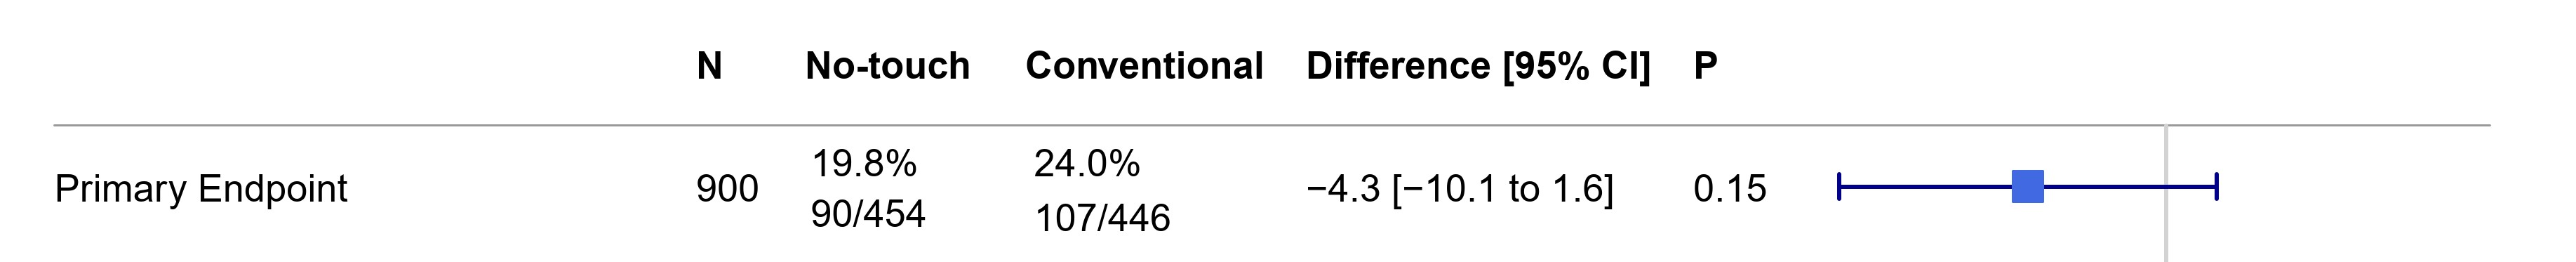 N No-touch Conventional Difference [95% CI] P
19.8% 24.0%
Primary Endpoint 900 −4.3 [−10.1 to 1.6] 0.15
90/454 107/446